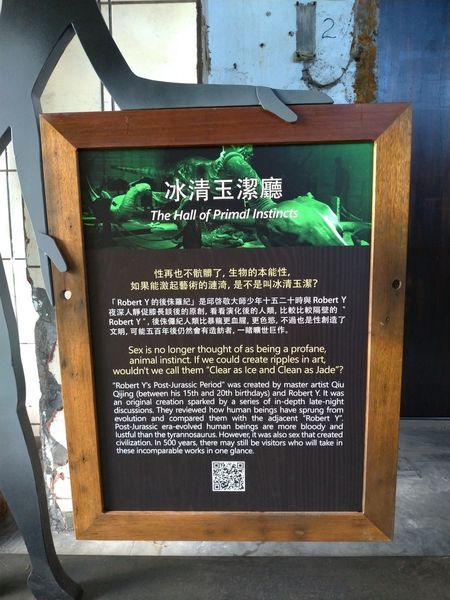 2
冰清玉潔廳
The Hall of Primal Instincts
性再也不骯髒了，生物的本能性，
如果能激起藝術的漣漪，是不是叫冰清玉潔？
「Robert Y的後侏羅紀」是邱啓敬大師少年十五二十時與Robert Y
夜深人靜促膝長談後的原創，看看演化後的人類，比較比較隔壁的 "
Robert Y"，後侏儸紀人類比暴龍更血腥，更色慾，不過也是性創造了
文明，可能五百年後仍然會有造訪者，一睹曠世巨作。
Sex is no longer thought of as being a profane,
animal instinct. If we could create ripples in art,
wouldn't we call them "Clear as Ice and Clean as Jade"?
"Robert Y's Post-Jurassic Period" was created by master artist Qiu
Qijing (between his 15th and 20th birthdays) and Robert Y. It was
an original creation sparked by a series of in-depth late-night
discussions. They reviewed how human beings have sprung from
evolution and compared them with the adjacent "Robert Y".
Post-Jurassic era-evolved human beings are more bloody and
lustful than the tyrannosaurus. However, it was also sex that created
civilization. In 500 years, there may still be visitors who will take in
these incomparable works in one glance.